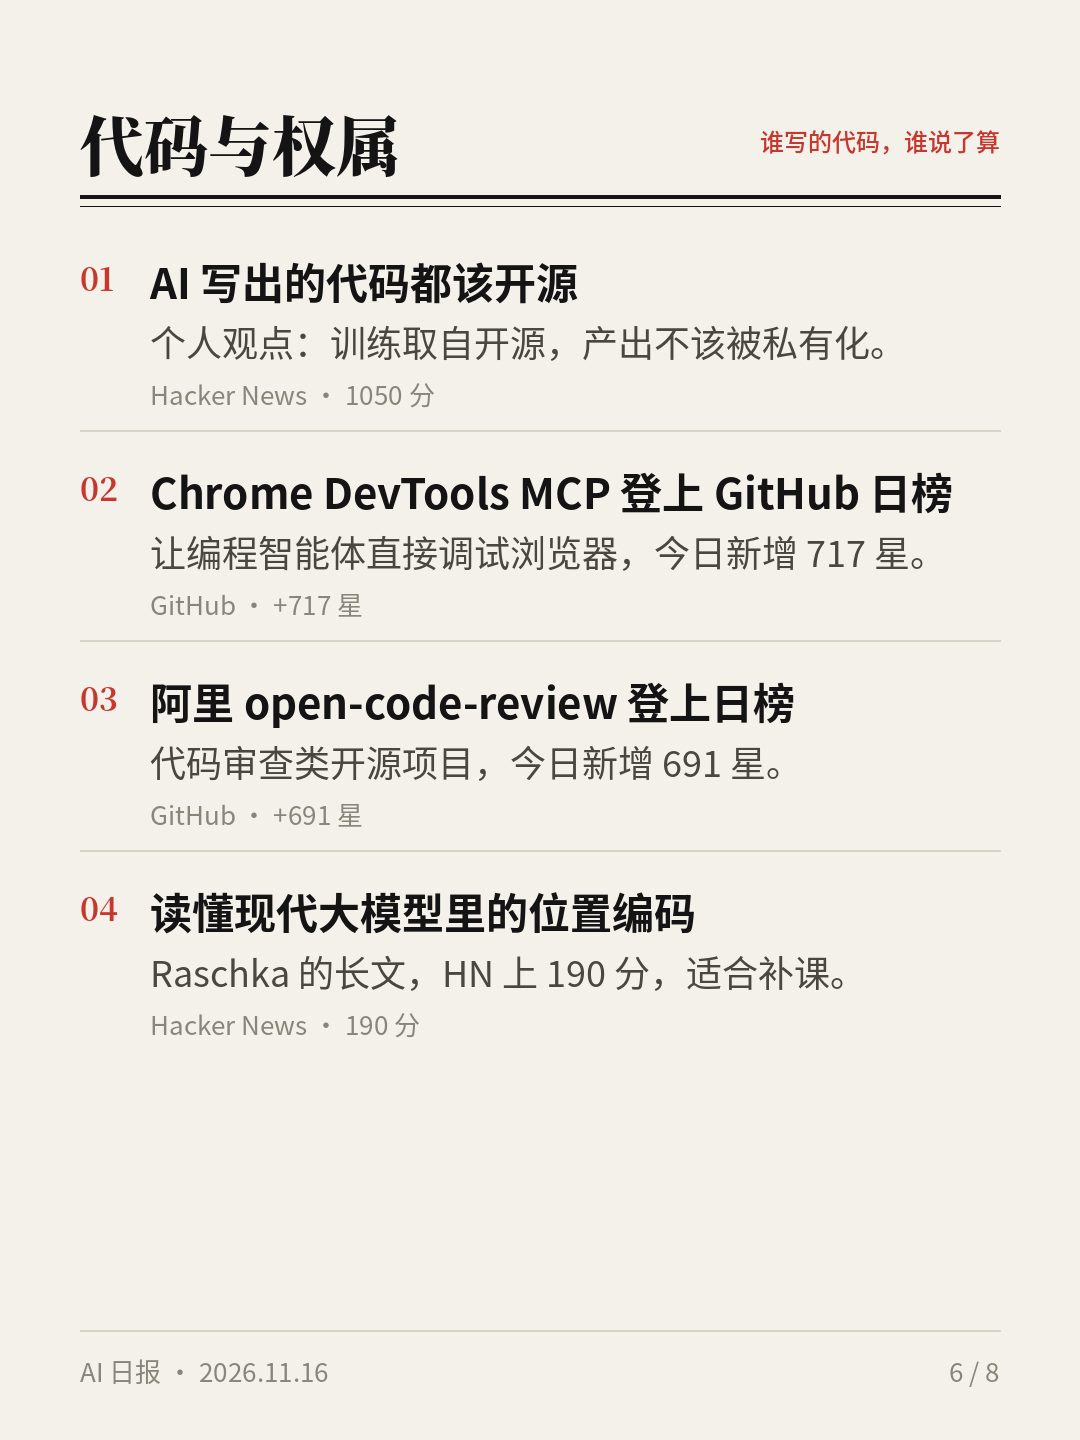 代码与权属
谁写的代码，谁说了算
01
AI 写出的代码都该开源
个人观点：训练取自开源，产出不该被私有化。
Hacker News · 1050 分
02
Chrome DevTools MCP 登上 GitHub 日榜
让编程智能体直接调试浏览器，今日新增 717 星。
GitHub · +717 星
03
阿里 open-code-review 登上日榜
代码审查类开源项目，今日新增 691 星。
GitHub · +691 星
04
读懂现代大模型里的位置编码
Raschka 的长文，HN 上 190 分，适合补课。
Hacker News · 190 分
AI 日报 · 2026.11.16
6 / 8